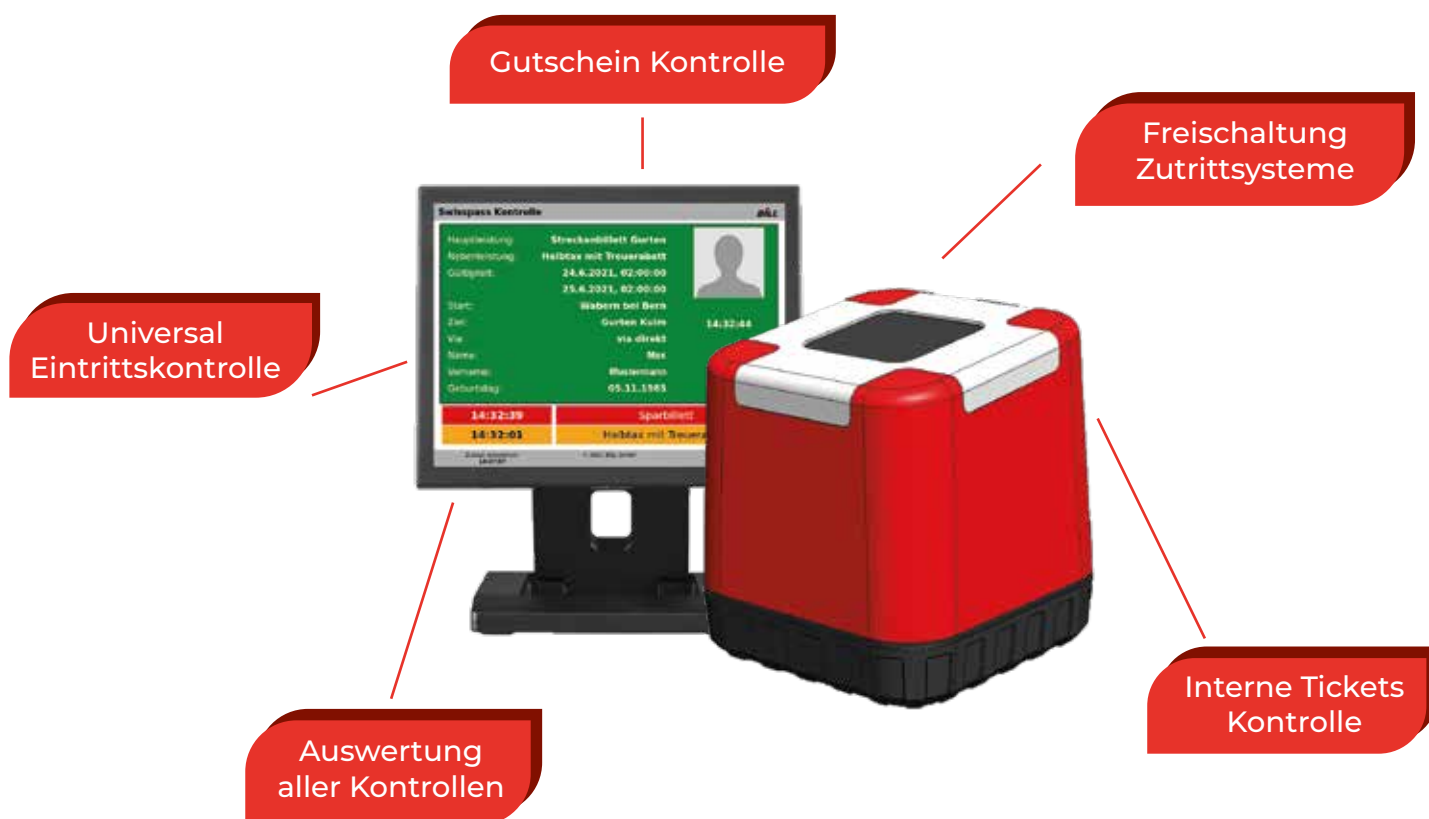 Gutschein Kontrolle
Freischaltung
Zutrittsysteme
Swisspass Kontrolle
Hauptleistung: Streckenbillett Gurten
Nebenleistung: Halbtax mit Treuerabatt
Gültigkeit: 24.6.2021, 02:00:00
25.6.2021, 02:00:00
Start: Wabern bei Bern
Ziel: Gurten Kulm 14:32:44
Via: via direkt
Name: Max
Vorname: Mustermann
Geburtstag: 05.11.1985
14:32:39 Sparbillett
14:32:01 Halbtax mit
Universal
Eintrittskontrolle
Interne Tickets
Kontrolle
Auswertung
aller Kontrollen